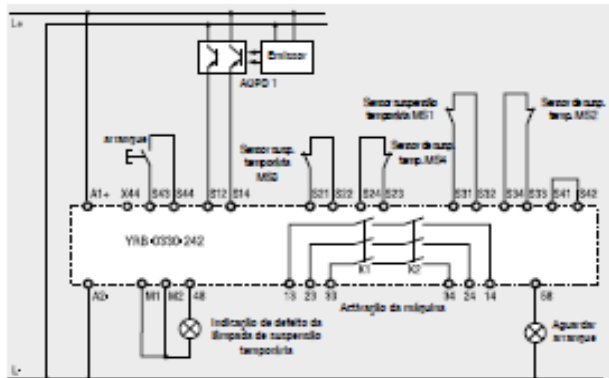 L+
Emissor
AOPD 1
Sensor suspensão
temporária MS1
Sensor de susp.
temp. MS2
arranque
Sensor susp.
temporária
MS3
Sensor de susp.
temp. MS4
A1+ X44 S43 S44 S12 S14 S21 S22 S24 S23 S31 S32 S34 S33 S41 S42
YRB-0330-242
K1 K2
A2- M1 M2 48 13 23 33 34 24 14 58
Activação da máquina
Indicação de defeito da
lâmpada de suspensão
temporária
Aguardar
arranque
L-